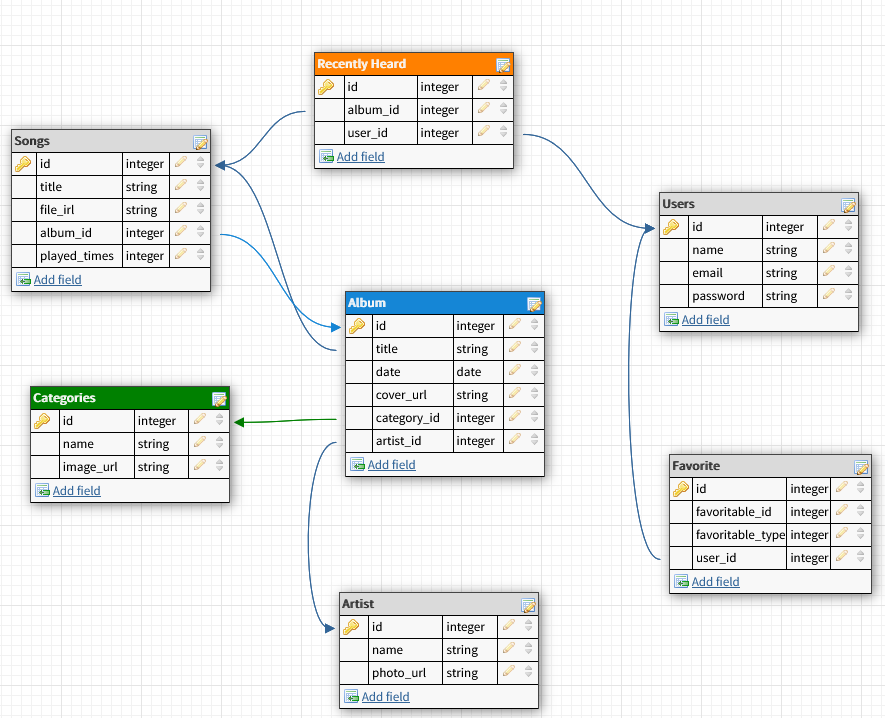 Recently Heard
id integer
album_id integer
user_id integer
Add field
Songs
id integer
title string
file_irl string
album_id integer
played_times integer
Add field
Users
id integer
name string
email string
password string
Add field
Album
id integer
title string
date date
cover_url string
category_id integer
artist_id integer
Add field
Categories
id integer
name string
image_url string
Add field
Favorite
id integer
favoritable_id integer
favoritable_type integer
user_id integer
Add field
Artist
id integer
name string
photo_url string
Add field